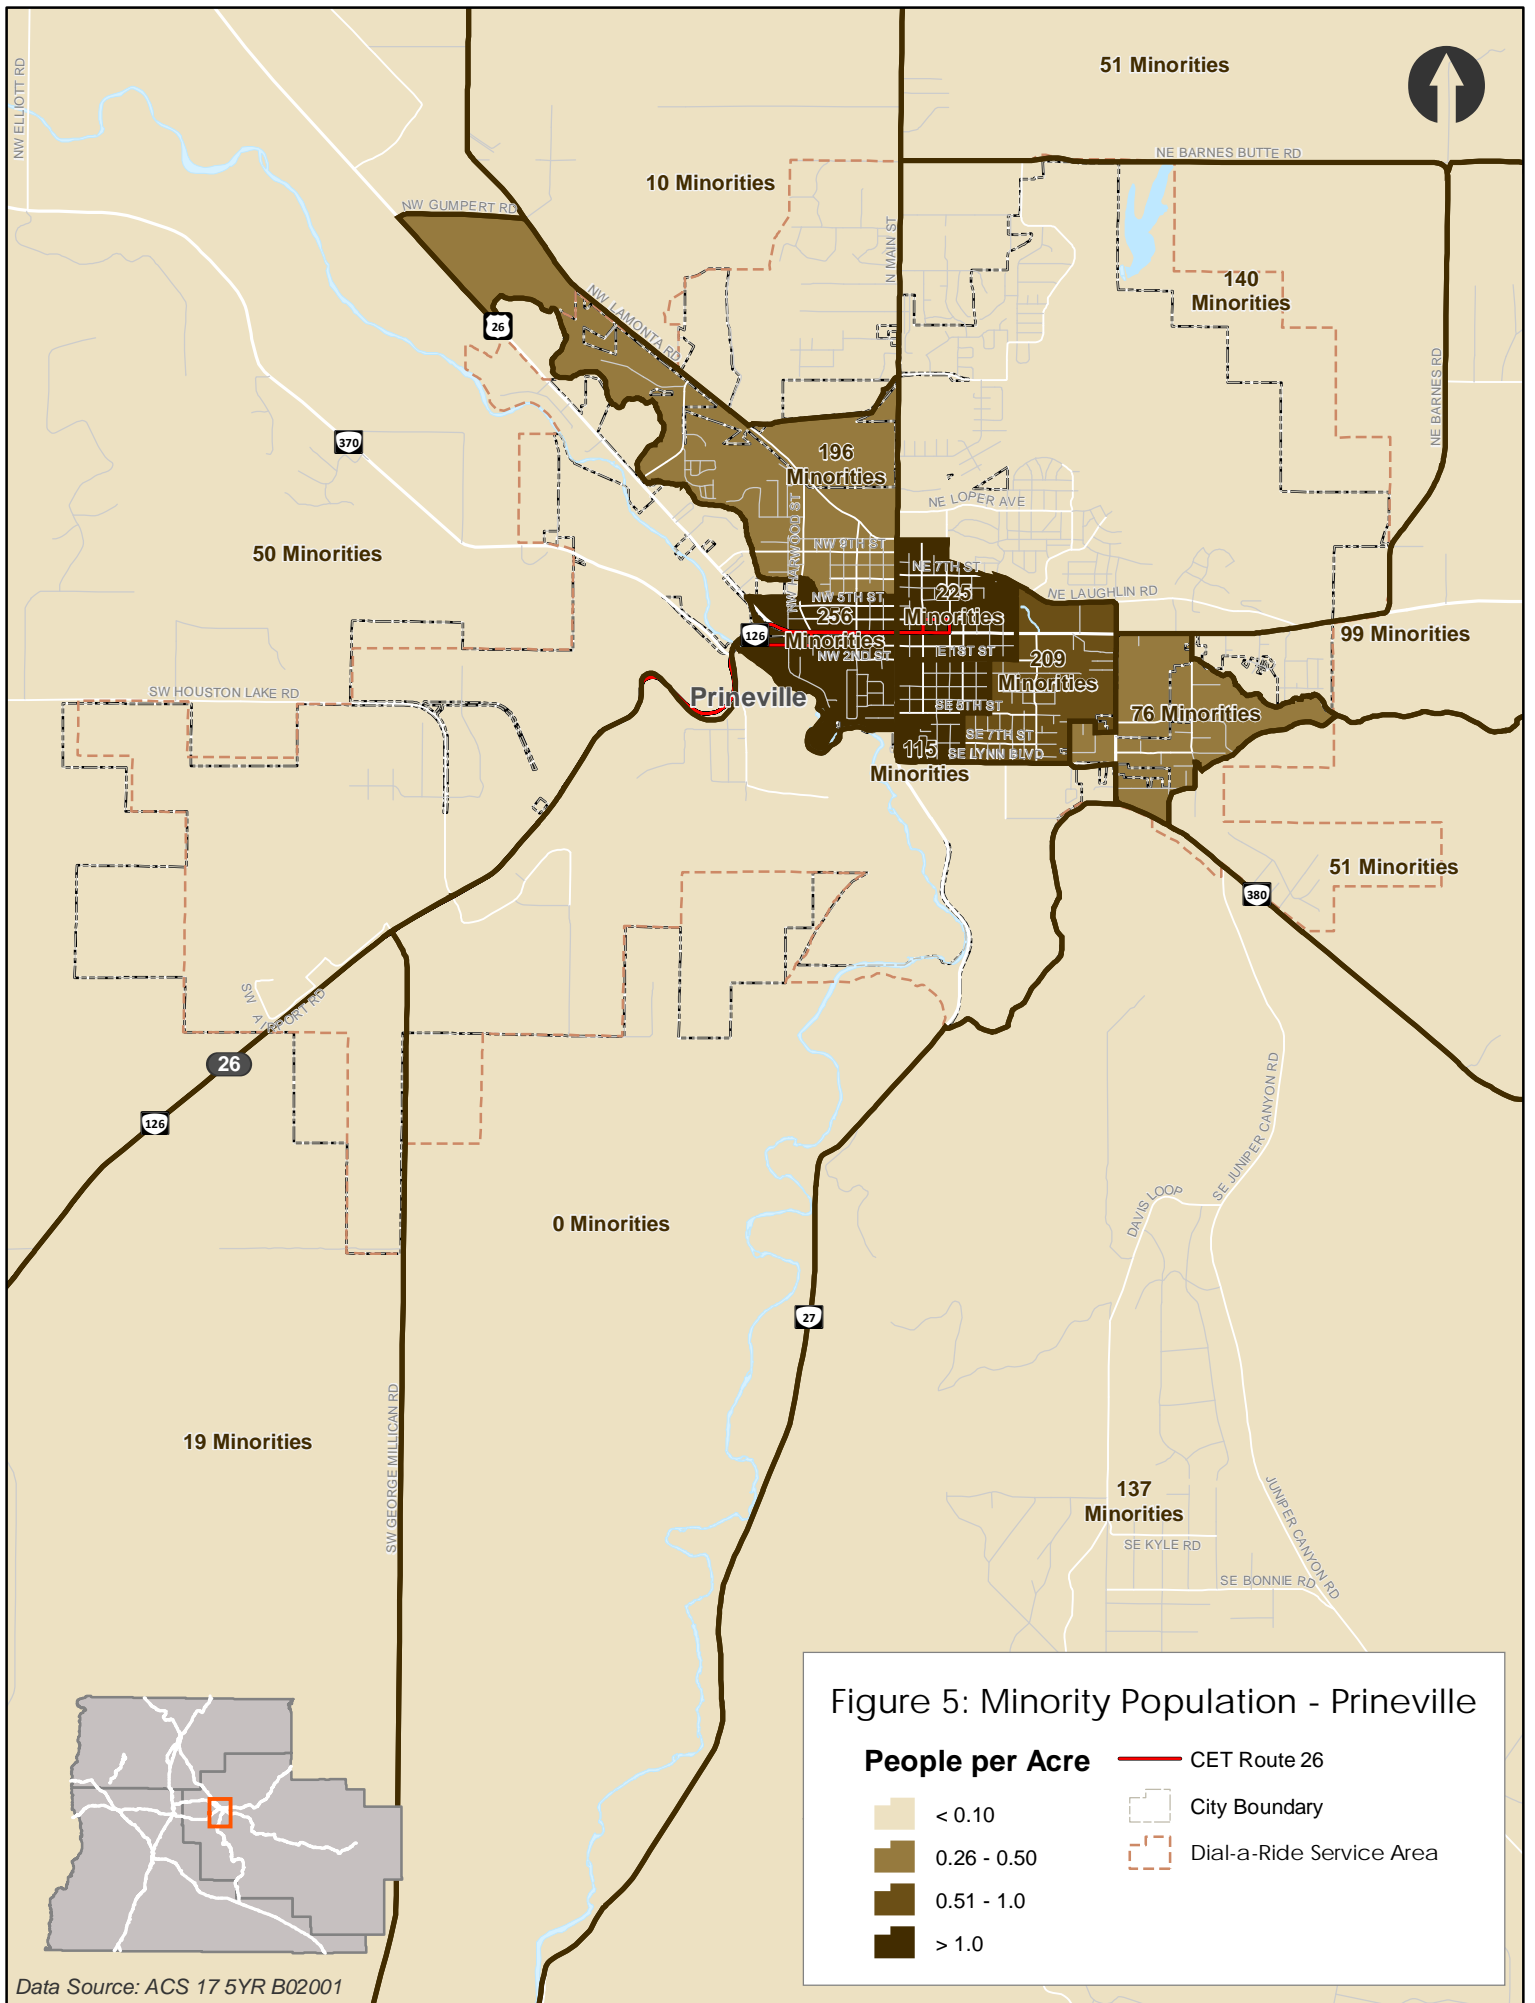 51 Minorities
NW ELLIOTT RD
NE BARNES BUTTE RD
10 Minorities
NW GUMPERT RD
N MAIN ST
140
Minorities
NW LAMONTA RD
26
NE BARNES RD
370
196
Minorities
NE LOPER AVE
NW HARWOOD ST
50 Minorities
NW 9TH ST
NE 7TH ST
NE LAUGHLIN RD
NW 5TH ST
225
Minorities
256
Minorities
126
99 Minorities
E 1ST ST
NW 2ND ST
209
Minorities
SW HOUSTON LAKE RD
Prineville
SE 5TH ST
76 Minorities
SE 7TH ST
115
Minorities
SE LYNN BLVD
51 Minorities
380
SW AIRPORT RD
26
126
SE JUNIPER CANYON RD
DAVIS LOOP
0 Minorities
27
SW GEORGE MILLICAN RD
19 Minorities
137
Minorities
JUNIPER CANYON RD
SE KYLE RD
SE BONNIE RD
Figure 5: Minority Population - Prineville
People per Acre
< 0.10
0.26 - 0.50
0.51 - 1.0
> 1.0
CET Route 26
City Boundary
Dial-a-Ride Service Area
Data Source: ACS 17 5YR B02001